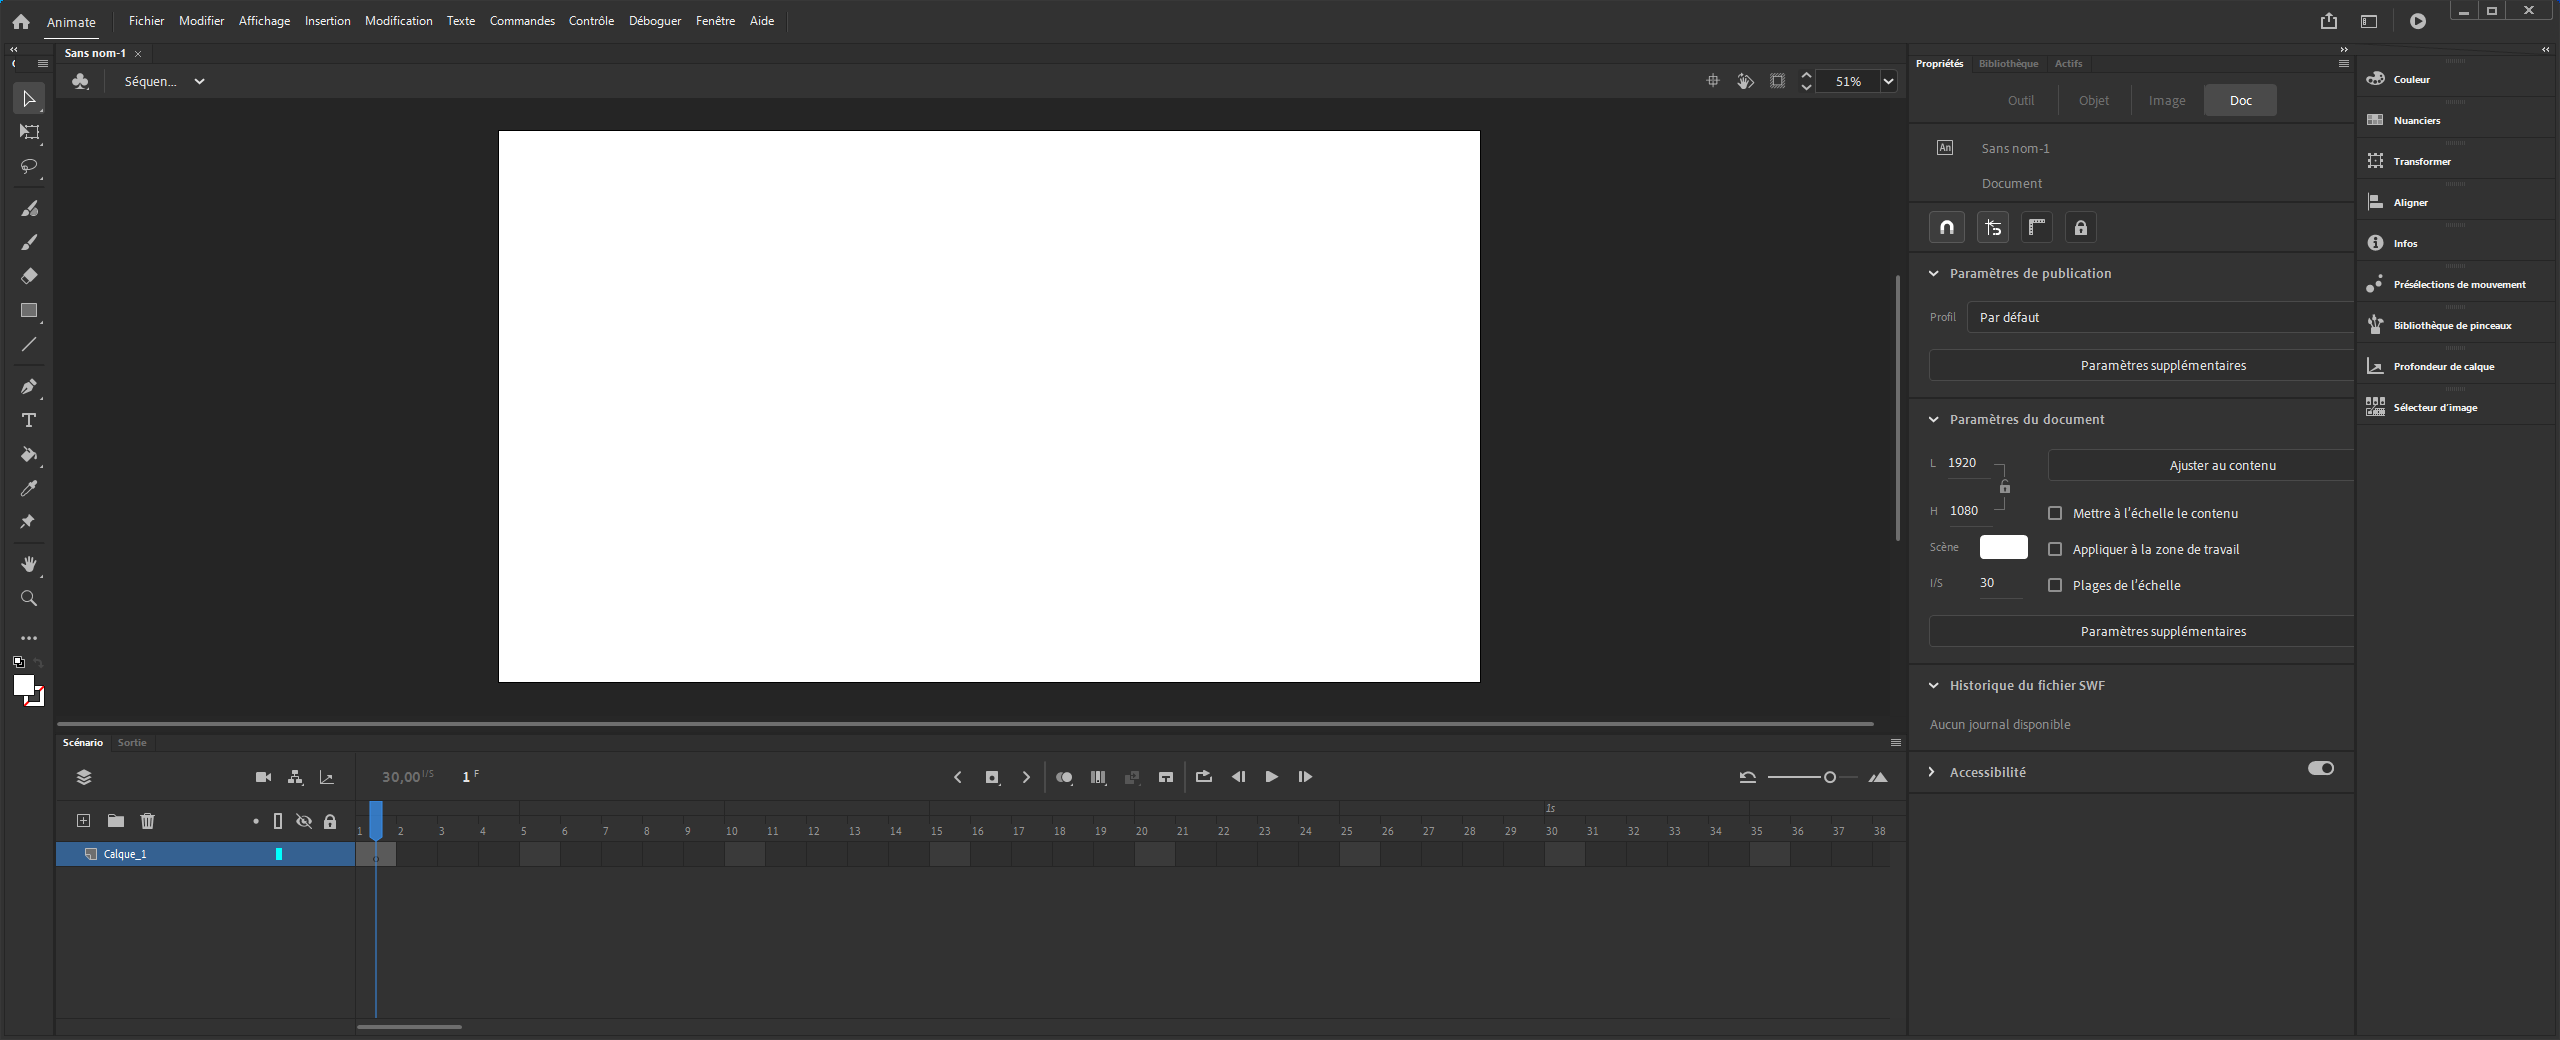 Animate Fichier Modifier Affichage Insertion Modification Texte Commandes Contrôle Déboguer Fenêtre Aide
Sans nom-1
Séquen...
51%
Propriétés Bibliothèque Actifs
Outil Objet Image Doc
An Sans nom-1
Document
Paramètres de publication
Profil Par défaut
Paramètres supplémentaires
Paramètres du document
L 1920
Ajuster au contenu
H 1080
Mettre à l'échelle le contenu
Scène
Appliquer à la zone de travail
I/S 30
Plages de l'échelle
Paramètres supplémentaires
Historique du fichier SWF
Aucun journal disponible
Accessibilité
Couleur
Nuanciers
Transformer
Aligner
Infos
Présélections de mouvement
Bibliothèque de pinceaux
Profondeur de calque
Sélecteur d'image
Scénario Sortie
30,00 I/S 1 F
1s
1 2 3 4 5 6 7 8 9 10 11 12 13 14 15 16 17 18 19 20 21 22 23 24 25 26 27 28 29 30 31 32 33 34 35 36 37 38
Calque_1